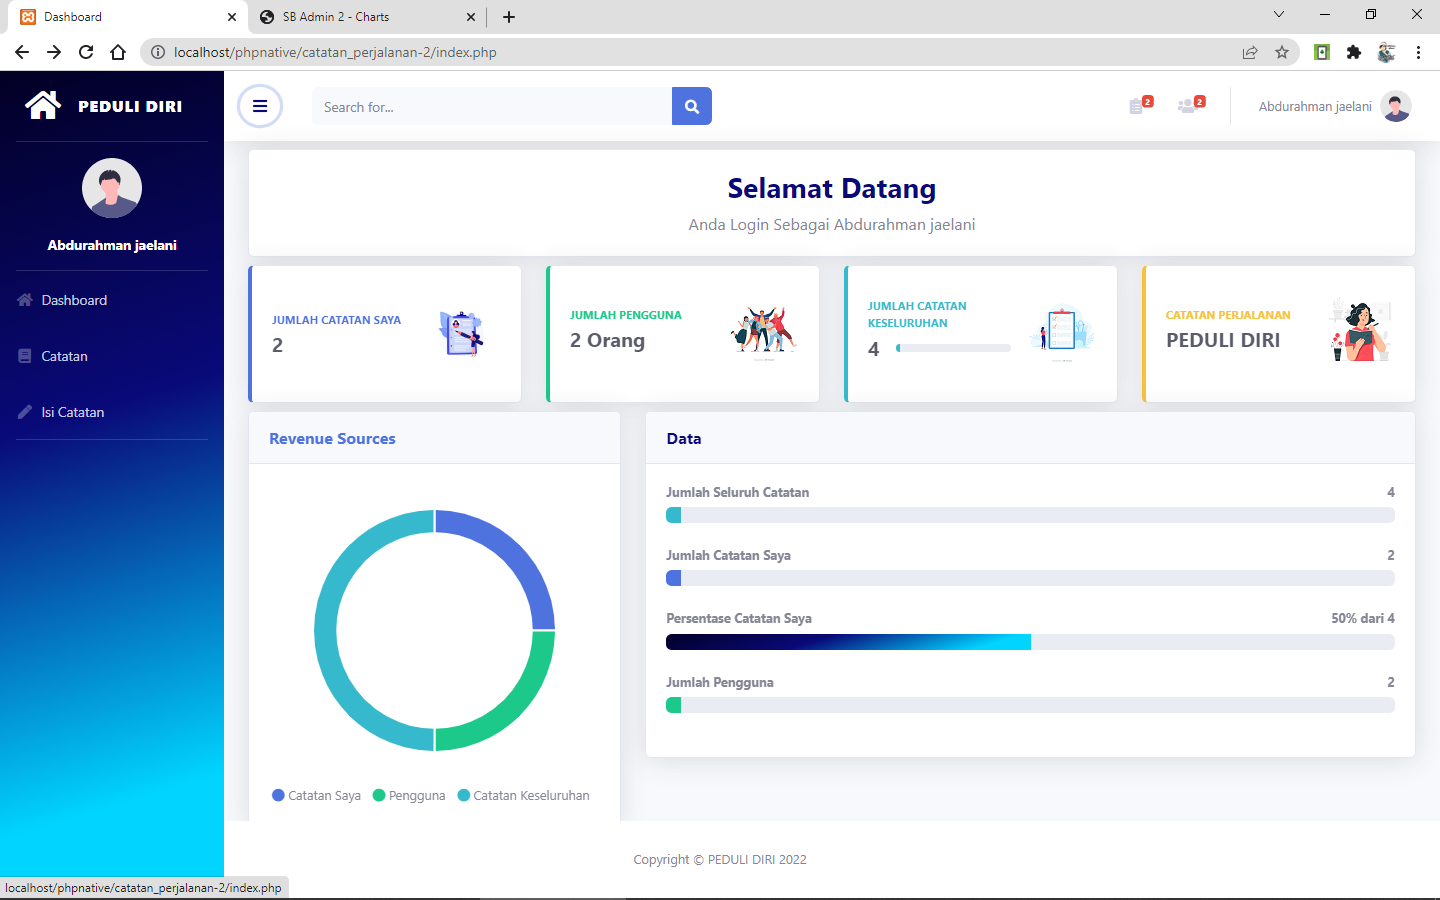 Dashboard
SB Admin 2 - Charts
localhost/phpnative/catatan_perjalanan-2/index.php
PEDULI DIRI
Search for...
2
2
Abdurahman jaelani
Abdurahman jaelani
Dashboard
Catatan
Isi Catatan
Selamat Datang
Anda Login Sebagai Abdurahman jaelani
JUMLAH CATATAN SAYA
2
JUMLAH PENGGUNA
2 Orang
JUMLAH CATATAN
KESELURUHAN
4
CATATAN PERJALANAN
PEDULI DIRI
Revenue Sources
Catatan Saya
Pengguna
Catatan Keseluruhan
Data
Jumlah Seluruh Catatan 4
Jumlah Catatan Saya 2
Persentase Catatan Saya 50% dari 4
Jumlah Pengguna 2
Copyright © PEDULI DIRI 2022
localhost/phpnative/catatan_perjalanan-2/index.php